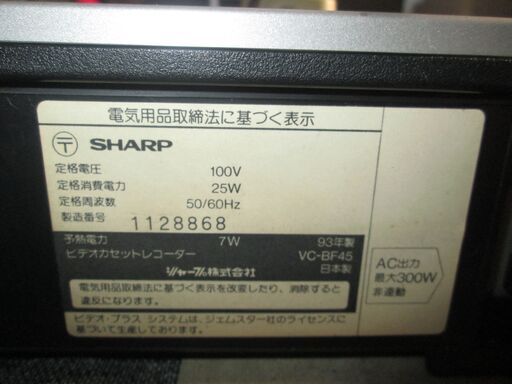 電気用品取締法に基づく表示
〒 SHARP
定格電圧 100V
定格消費電力 25W
定格周波数 50/60Hz
製造番号 1128868
予熱電力 7W 93年製
ビデオカセットレコーダー VC-BF45
シャープ株式会社 日本製
電気用品取締法に基づく表示を改変したり、消除すると
違反になります。
ビデオ・プラス システムは、ジェムスター社のライセンスに
基づいて生産しております。
AC出力
最大300W
非連動